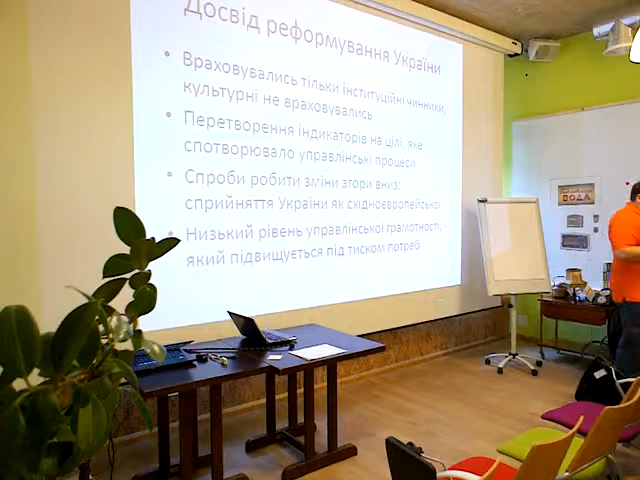 Досвід реформування України
• Враховувались тільки інституційні чинники,
культурні не враховувались
• Перетворення індикаторів на цілі, яке
спотворювало управлінські процеси
• Спроби робити зміни згори вниз:
сприйняття України як східноєвропейської
• Низький рівень управлінської грамотності,
який підвищується під тиском потреб
ВОДА